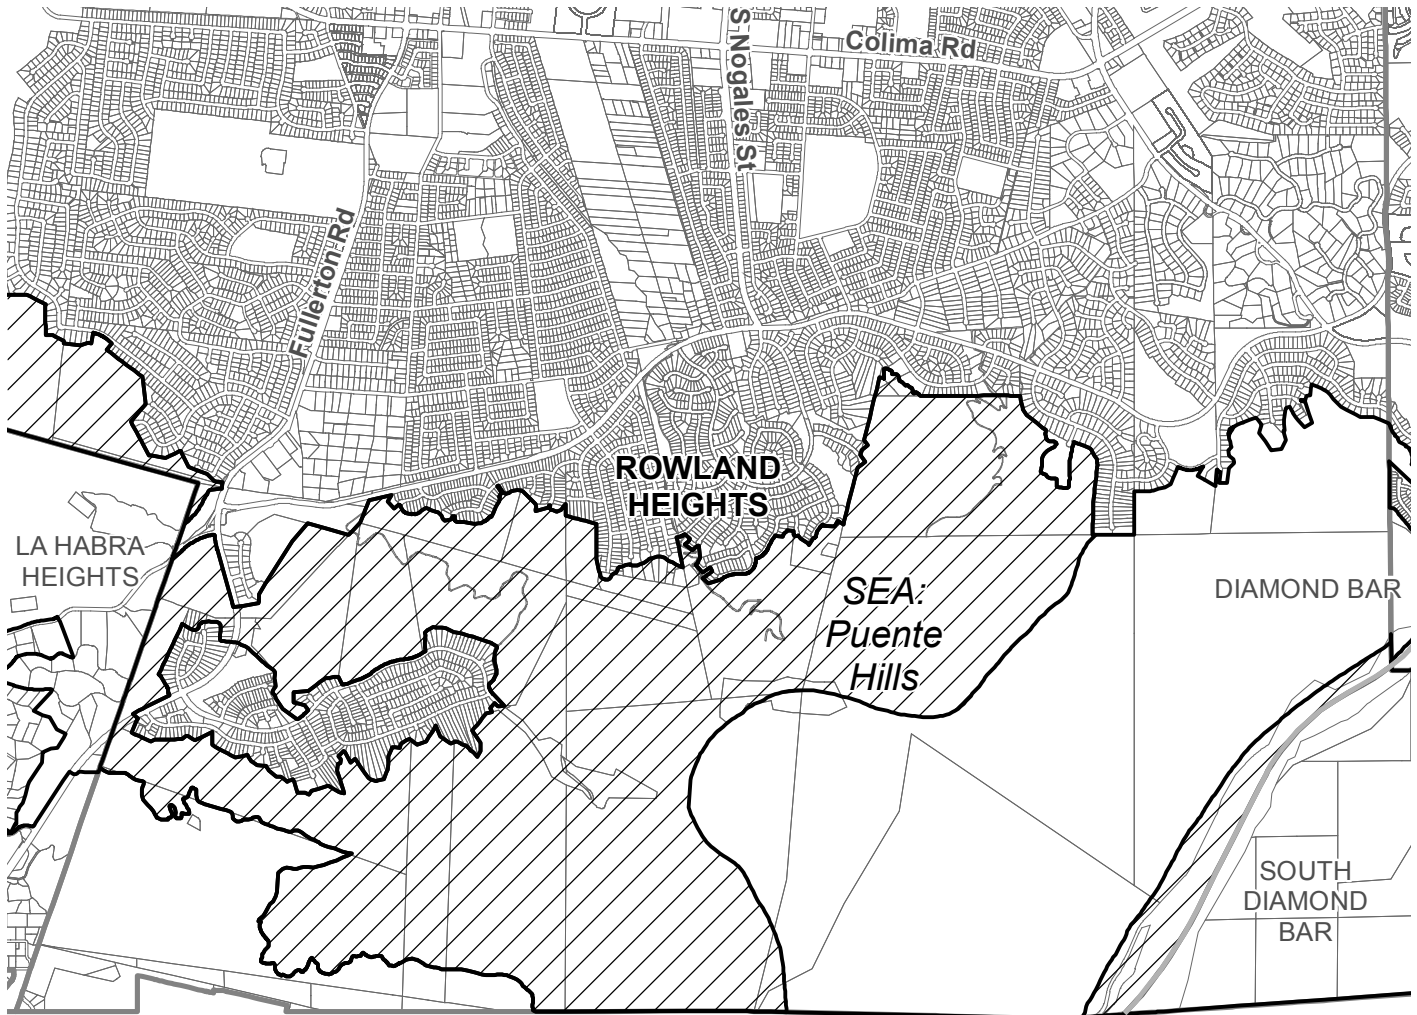 Colima Rd
S Nogales St
Fullerton Rd
ROWLAND
HEIGHTS
LA HABRA
HEIGHTS
SEA:
Puente
Hills
DIAMOND BAR
SOUTH
DIAMOND
BAR